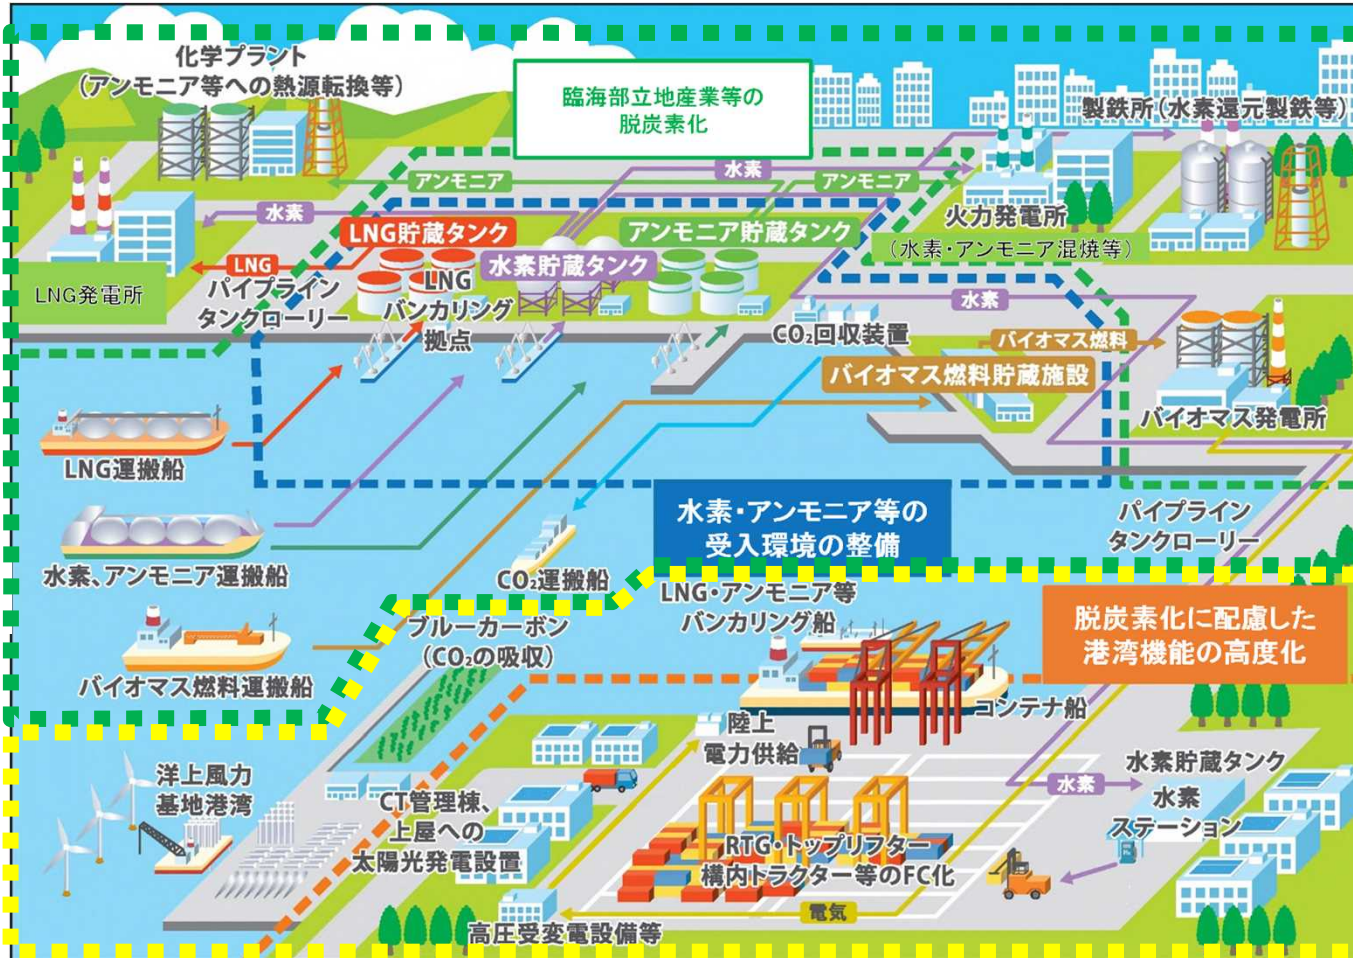 化学プラント
(アンモニア等への熱源転換等)
臨海部立地産業等の
脱炭素化
製鉄所(水素還元製鉄等)
水素
アンモニア
アンモニア
水素
火力発電所
(水素・アンモニア混焼等)
LNG貯蔵タンク
アンモニア貯蔵タンク
水素貯蔵タンク
LNG
LNG発電所
パイプライン
タンクローリー
LNG
バンカリング
拠点
水素
CO₂回収装置
バイオマス燃料
バイオマス燃料貯蔵施設
バイオマス発電所
LNG運搬船
水素・アンモニア等の
受入環境の整備
パイプライン
タンクローリー
水素、アンモニア運搬船
CO₂運搬船
LNG・アンモニア等
バンカリング船
脱炭素化に配慮した
港湾機能の高度化
ブルーカーボン
(CO₂の吸収)
バイオマス燃料運搬船
コンテナ船
陸上
電力供給
洋上風力
基地港湾
水素貯蔵タンク
水素
水素
ステーション
CT管理棟、
上屋への
太陽光発電設置
RTG・トップリフター
構内トラクター等のFC化
電気
高圧受変電設備等